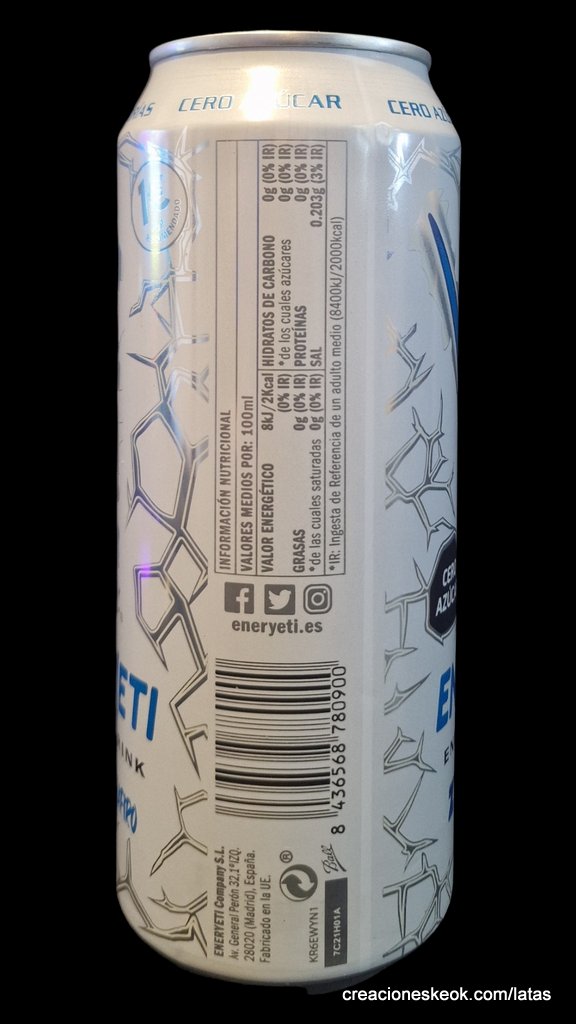 CERO AZÚCAR
CERO AZ
INFORMACIÓN NUTRICIONAL
VALORES MEDIOS POR: 100ml
VALOR ENERGÉTICO 8kJ/2Kcal
(0% IR)
GRASAS 0g (0% IR)
*de las cuales saturadas 0g (0% IR)
HIDRATOS DE CARBONO 0g (0% IR)
*de los cuales azúcares 0g (0% IR)
PROTEÍNAS 0g (0% IR)
SAL 0.203g (3% IR)
*IR: Ingesta de Referencia de un adulto medio (8400kJ/2000kcal)
eneryeti.es
CERO
AZÚC
ETI
8 436568 780900
ENERYETI Company S.L.
Av. General Perón 32,1ºIZQ.
28020 (Madrid), España.
Fabricado en la UE.
®
KR6EWYN1
Ball
7C21H01A
creacioneskeok.com/latas